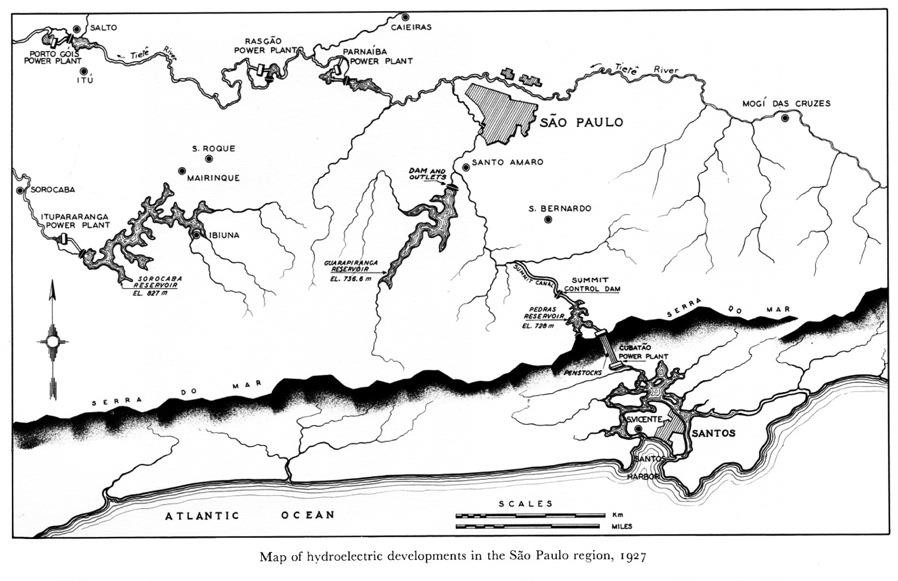 SALTO
CAIEIRAS
PORTO GÓIS
POWER PLANT
Tietê River
RASGÃO
POWER PLANT
PARNAÍBA
POWER PLANT
Tietê River
ITÚ
MOGÍ DAS CRUZES
SÃO PAULO
S. ROQUE
SANTO AMARO
MAIRINQUE
DAM AND
OUTLETS
SOROCABA
S. BERNARDO
ITUPARARANGA
POWER PLANT
IBIUNA
GUARAPIRANGA
RESERVOIR
EL. 736.6 m
SOROCABA
RESERVOIR
EL. 827 m
SUMMIT CANAL
SUMMIT
CONTROL DAM
PEDRAS
RESERVOIR
EL. 728 m
SERRA DO MAR
CUBATÃO
POWER PLANT
PENSTOCKS
SERRA DO MAR
S.VICENTE
SANTOS
SANTOS
HARBOR
SCALES
Km
MILES
ATLANTIC OCEAN
Map of hydroelectric developments in the São Paulo region, 1927